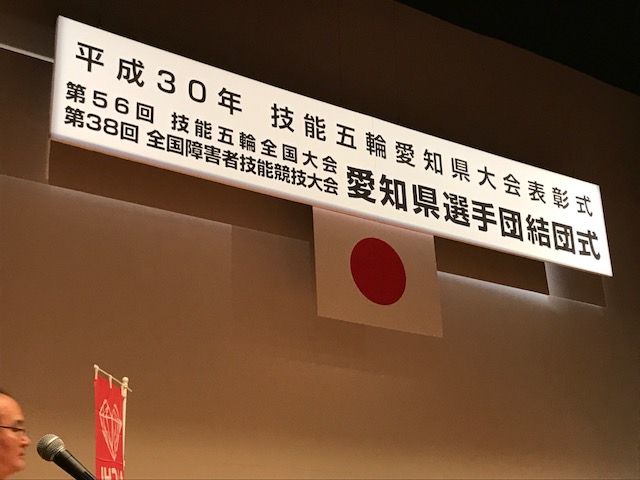 平成30年 技能五輪愛知県大会表彰式
第56回 技能五輪全国大会
第38回 全国障害者技能競技大会
愛知県選手団結団式